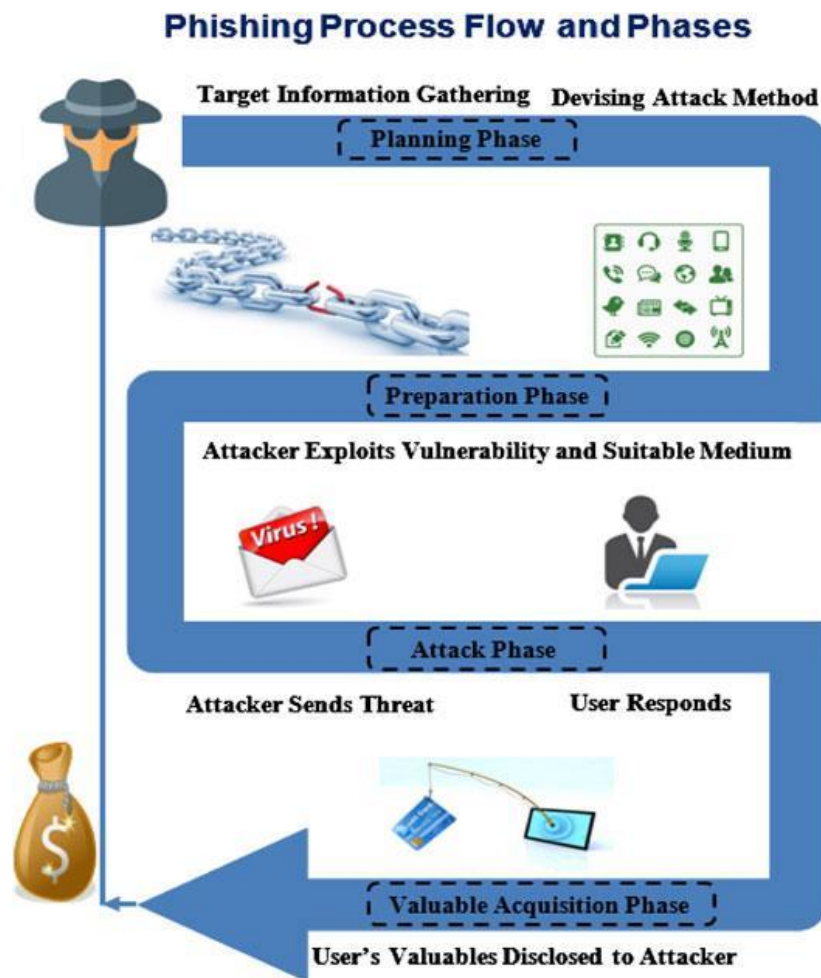 Phishing Process Flow and Phases
Target Information Gathering
Devising Attack Method
Planning Phase
Preparation Phase
Attacker Exploits Vulnerability and Suitable Medium
Virus!
Attack Phase
Attacker Sends Threat
User Responds
$
Valuable Acquisition Phase
User's Valuables Disclosed to Attacker